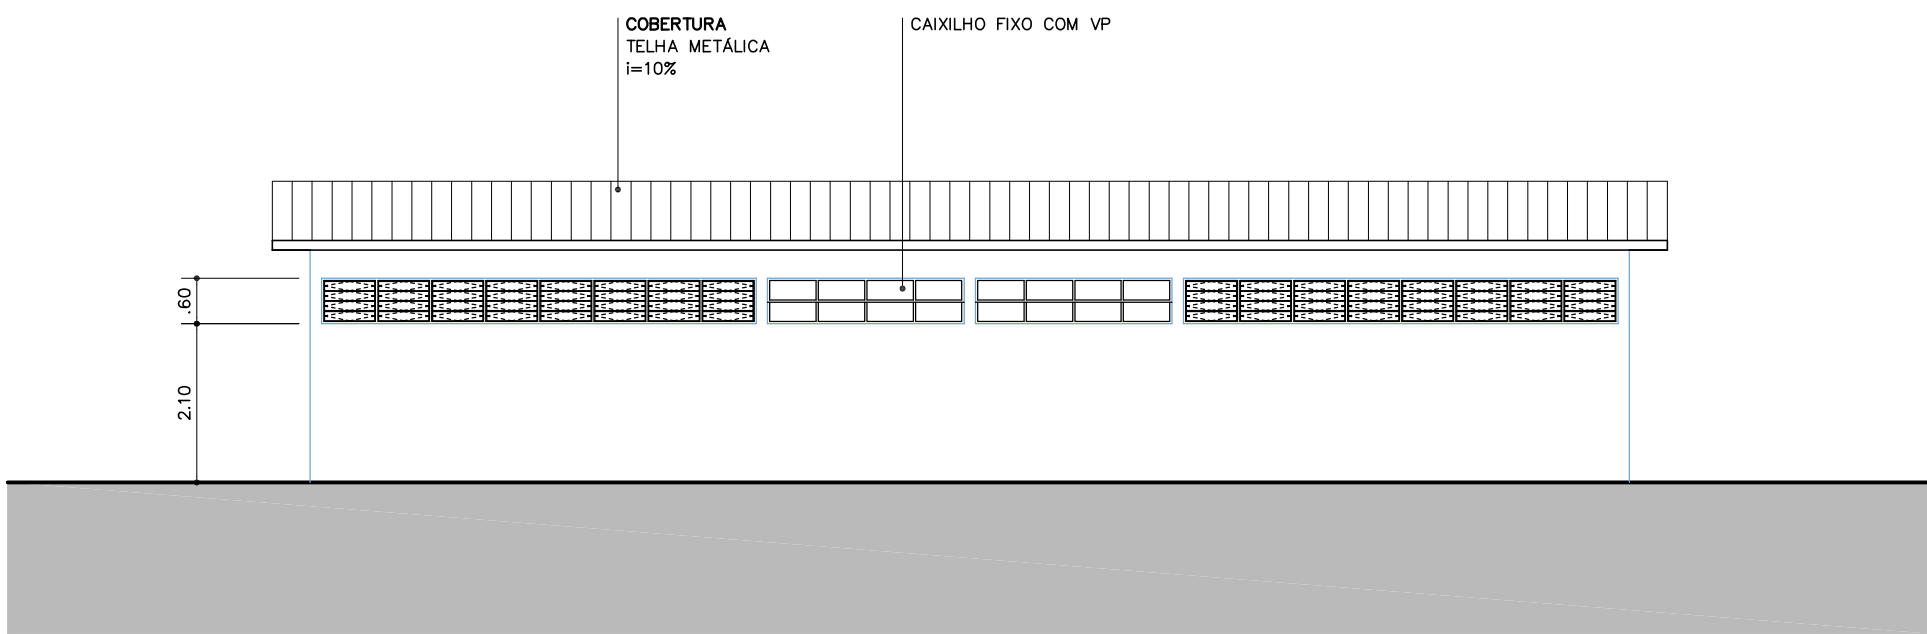 COBERTURA
TELHA METÁLICA
i=10%
CAIXILHO FIXO COM VP
.60
2.10